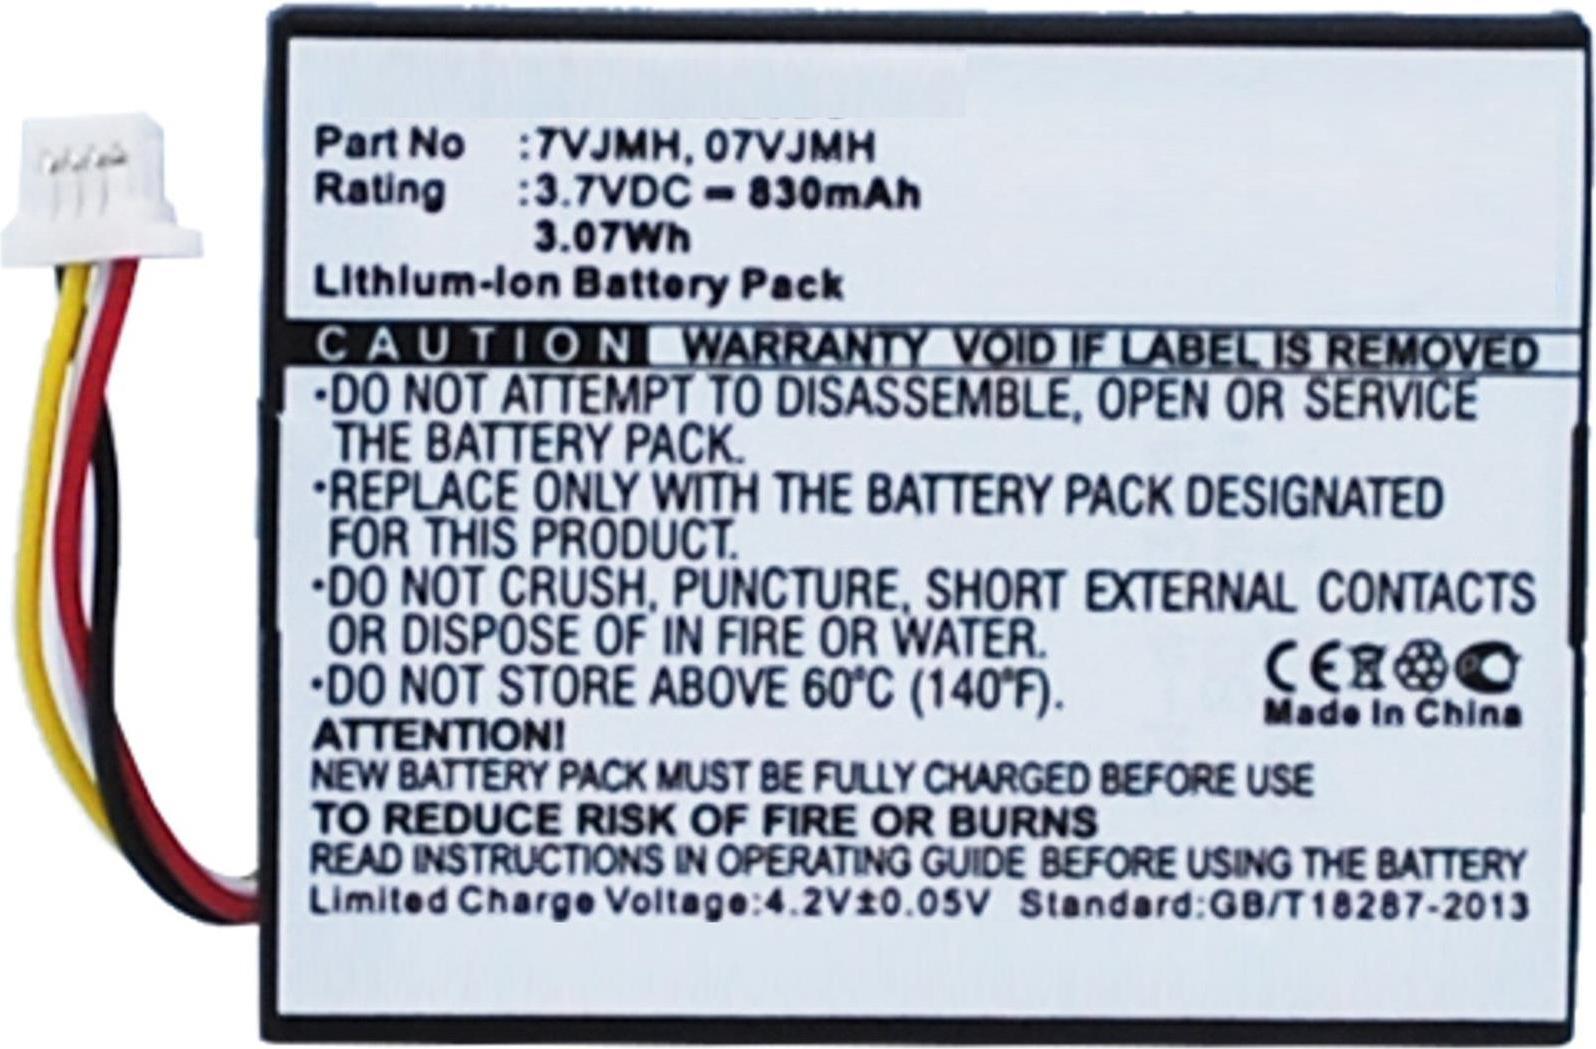 Part No :7VJMH, 07VJMH
Rating :3.7VDC ⎓ 830mAh
3.07Wh
Lithium-Ion Battery Pack
CAUTION WARRANTY VOID IF LABEL IS REMOVED
·DO NOT ATTEMPT TO DISASSEMBLE, OPEN OR SERVICE
THE BATTERY PACK.
·REPLACE ONLY WITH THE BATTERY PACK DESIGNATED
FOR THIS PRODUCT.
·DO NOT CRUSH, PUNCTURE, SHORT EXTERNAL CONTACTS
OR DISPOSE OF IN FIRE OR WATER.
·DO NOT STORE ABOVE 60°C (140°F).
CE
Made In China
ATTENTION!
NEW BATTERY PACK MUST BE FULLY CHARGED BEFORE USE
TO REDUCE RISK OF FIRE OR BURNS
READ INSTRUCTIONS IN OPERATING GUIDE BEFORE USING THE BATTERY
Limited Charge Voltage:4.2V±0.05V Standard:GB/T18287-2013